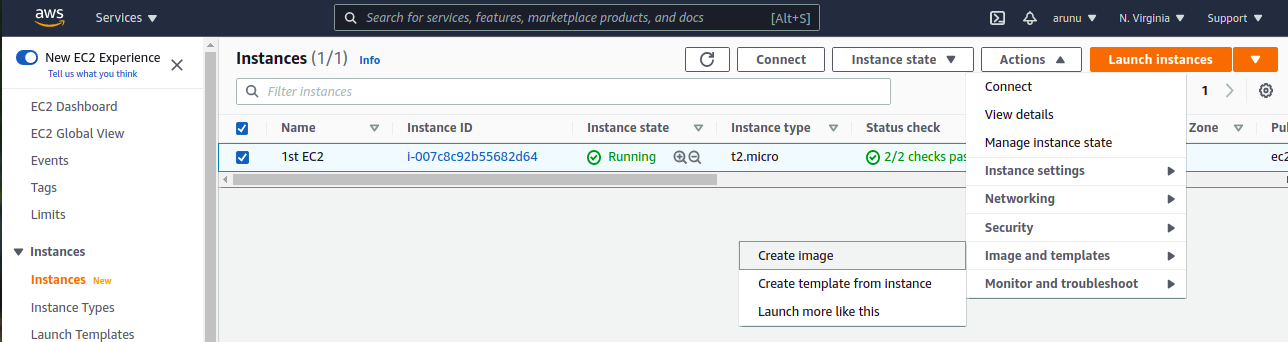 aws Services Search for services, features, marketplace products, and docs [Alt+S] arunu N. Virginia Support
New EC2 Experience
Tell us what you think
EC2 Dashboard
EC2 Global View
Events
Tags
Limits
Instances
Instances New
Instance Types
Launch Templates
Instances (1/1) Info Connect Instance state Actions Launch instances
Filter instances 1
Name Instance ID Instance state Instance type Status check Zone Pu
1st EC2 i-007c8c92b55682d64 Running t2.micro 2/2 checks pas ec2
Connect
View details
Manage instance state
Instance settings
Networking
Security
Image and templates
Monitor and troubleshoot
Create image
Create template from instance
Launch more like this